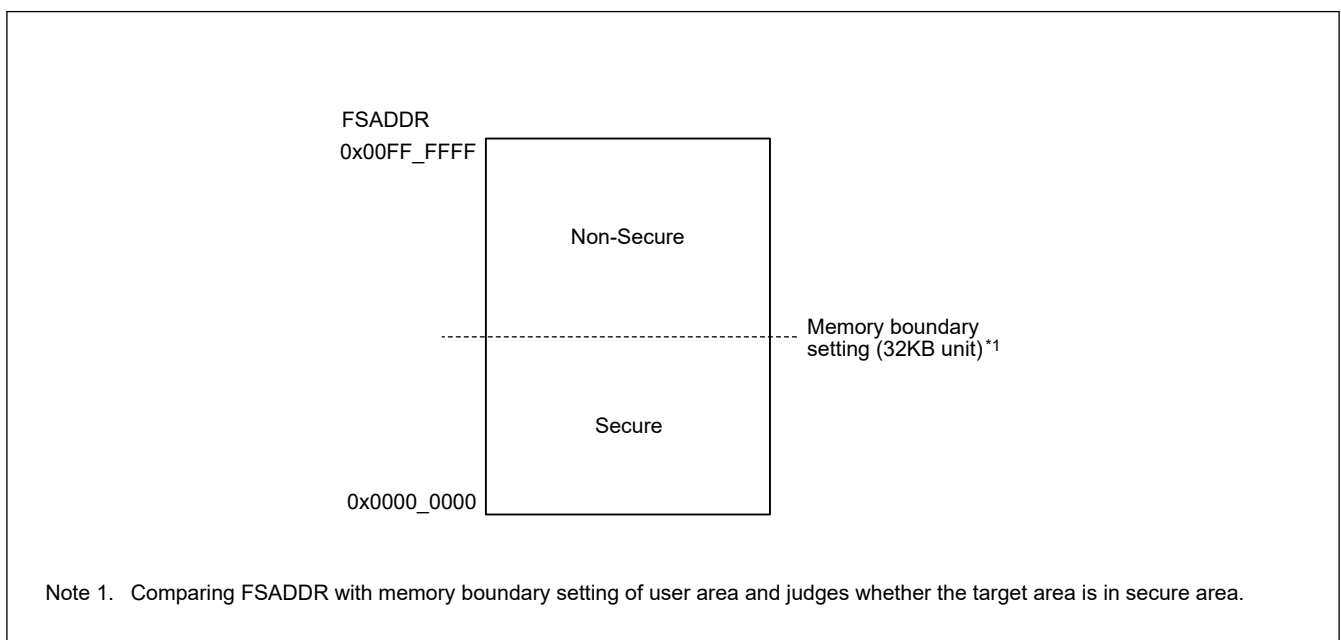 FSADDR
0x00FF_FFFF
Non-Secure
Memory boundary
setting (32KB unit)*1
Secure
0x0000_0000
Note 1. Comparing FSADDR with memory boundary setting of user area and judges whether the target area is in secure area.